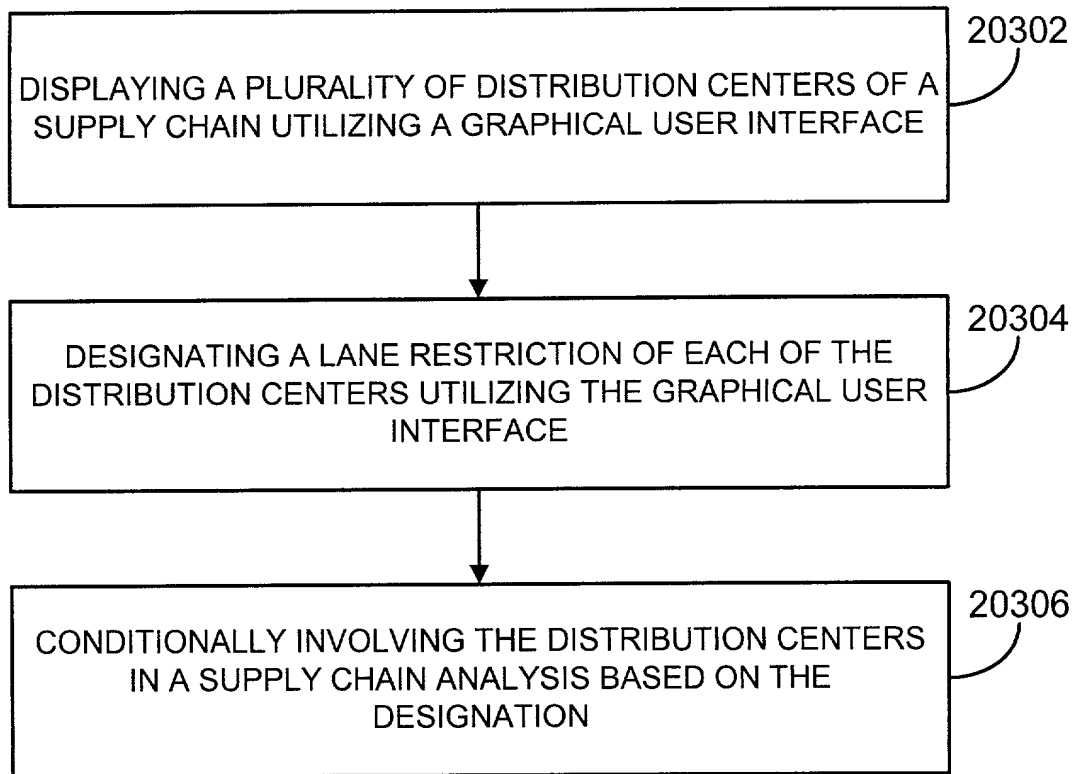 20302
DISPLAYING A PLURALITY OF DISTRIBUTION CENTERS OF A
SUPPLY CHAIN UTILIZING A GRAPHICAL USER INTERFACE
20304
DESIGNATING A LANE RESTRICTION OF EACH OF THE
DISTRIBUTION CENTERS UTILIZING THE GRAPHICAL USER
INTERFACE
20306
CONDITIONALLY INVOLVING THE DISTRIBUTION CENTERS
IN A SUPPLY CHAIN ANALYSIS BASED ON THE
DESIGNATION